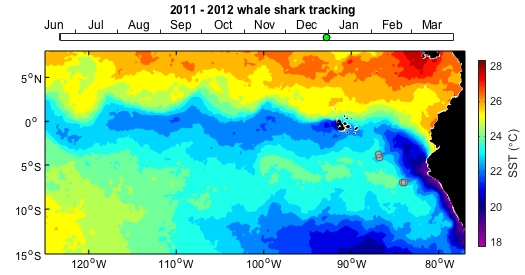 2011 - 2012 whale shark tracking
Jun Jul Aug Sep Oct Nov Dec Jan Feb Mar
5°N
0°
5°S
10°S
15°S
120°W 110°W 100°W 90°W 80°W
28
26
24
22
20
18
SST (°C)